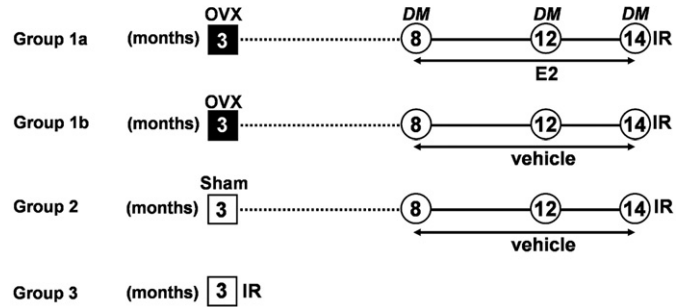 OVX DM DM DM
Group 1a (months) 3 8 12 14 IR
E2
OVX
Group 1b (months) 3 8 12 14 IR
vehicle
Sham
Group 2 (months) 3 8 12 14 IR
vehicle
Group 3 (months) 3 IR